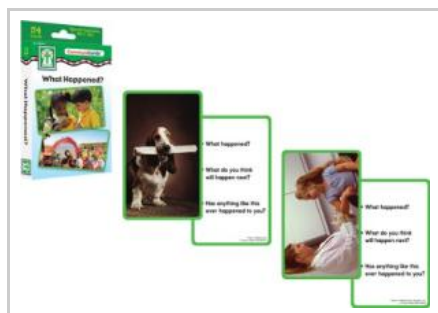 What Happened?
What Happened?
What happened?
What do you think
will happen next?
Has anything like this
ever happened to you?
What happened?
What do you think
will happen next?
Has anything like this
ever happened to you?